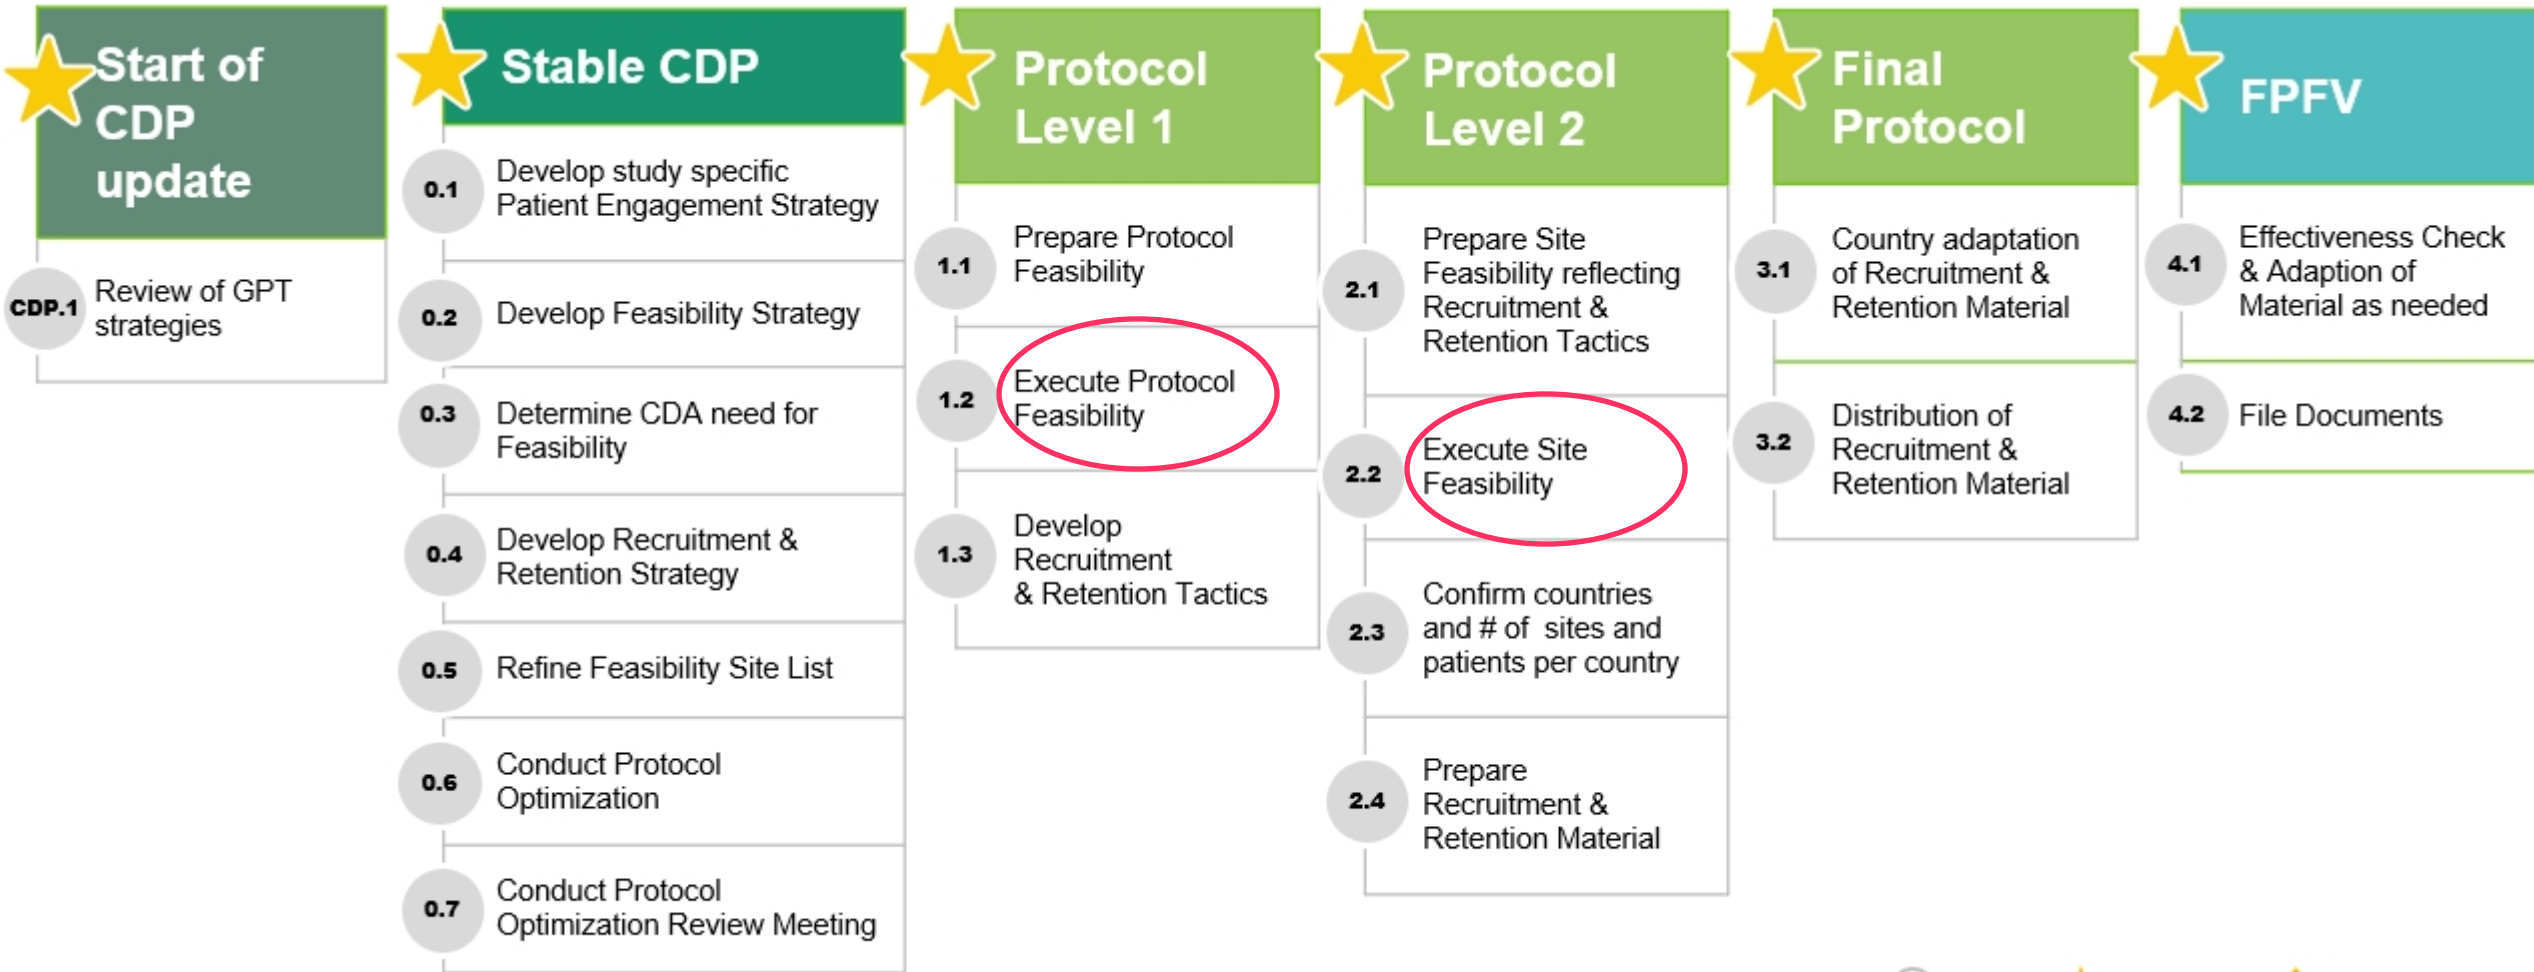 Start of
CDP
update
CDP.1
Review of GPT
strategies
Stable CDP
0.1
Develop study specific
Patient Engagement Strategy
0.2
Develop Feasibility Strategy
0.3
Determine CDA need for
Feasibility
0.4
Develop Recruitment &
Retention Strategy
0.5
Refine Feasibility Site List
0.6
Conduct Protocol
Optimization
0.7
Conduct Protocol
Optimization Review Meeting
Protocol
Level 1
1.1
Prepare Protocol
Feasibility
1.2
Execute Protocol
Feasibility
1.3
Develop
Recruitment
& Retention Tactics
Protocol
Level 2
2.1
Prepare Site
Feasibility reflecting
Recruitment &
Retention Tactics
2.2
Execute Site
Feasibility
2.3
Confirm countries
and # of sites and
patients per country
2.4
Prepare
Recruitment &
Retention Material
Final
Protocol
3.1
Country adaptation
of Recruitment &
Retention Material
3.2
Distribution of
Recruitment &
Retention Material
FPFV
4.1
Effectiveness Check
& Adaption of
Material as needed
4.2
File Documents